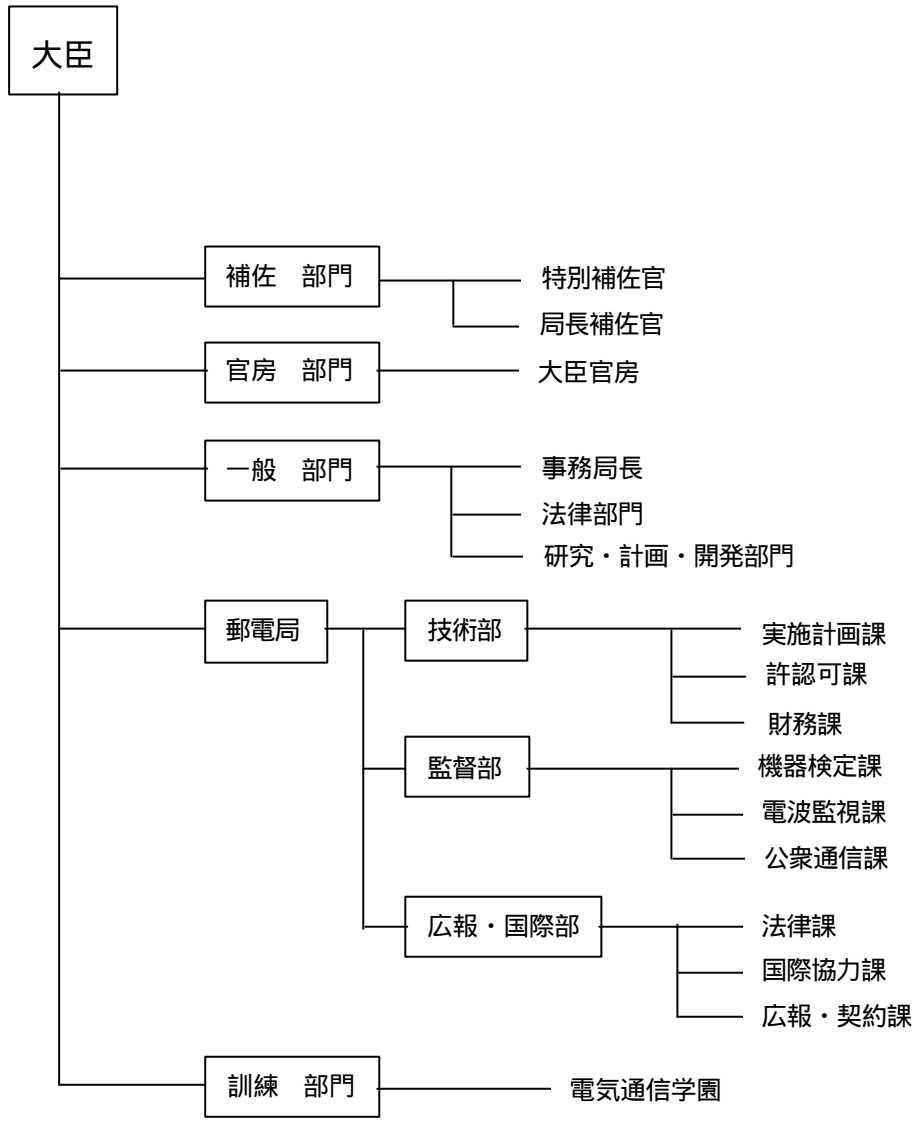 大臣
補佐　部門
特別補佐官
局長補佐官
官房　部門
大臣官房
一般　部門
事務局長
法律部門
研究・計画・開発部門
郵電局
技術部
実施計画課
許認可課
財務課
監督部
機器検定課
電波監視課
公衆通信課
広報・国際部
法律課
国際協力課
広報・契約課
訓練　部門
電気通信学園